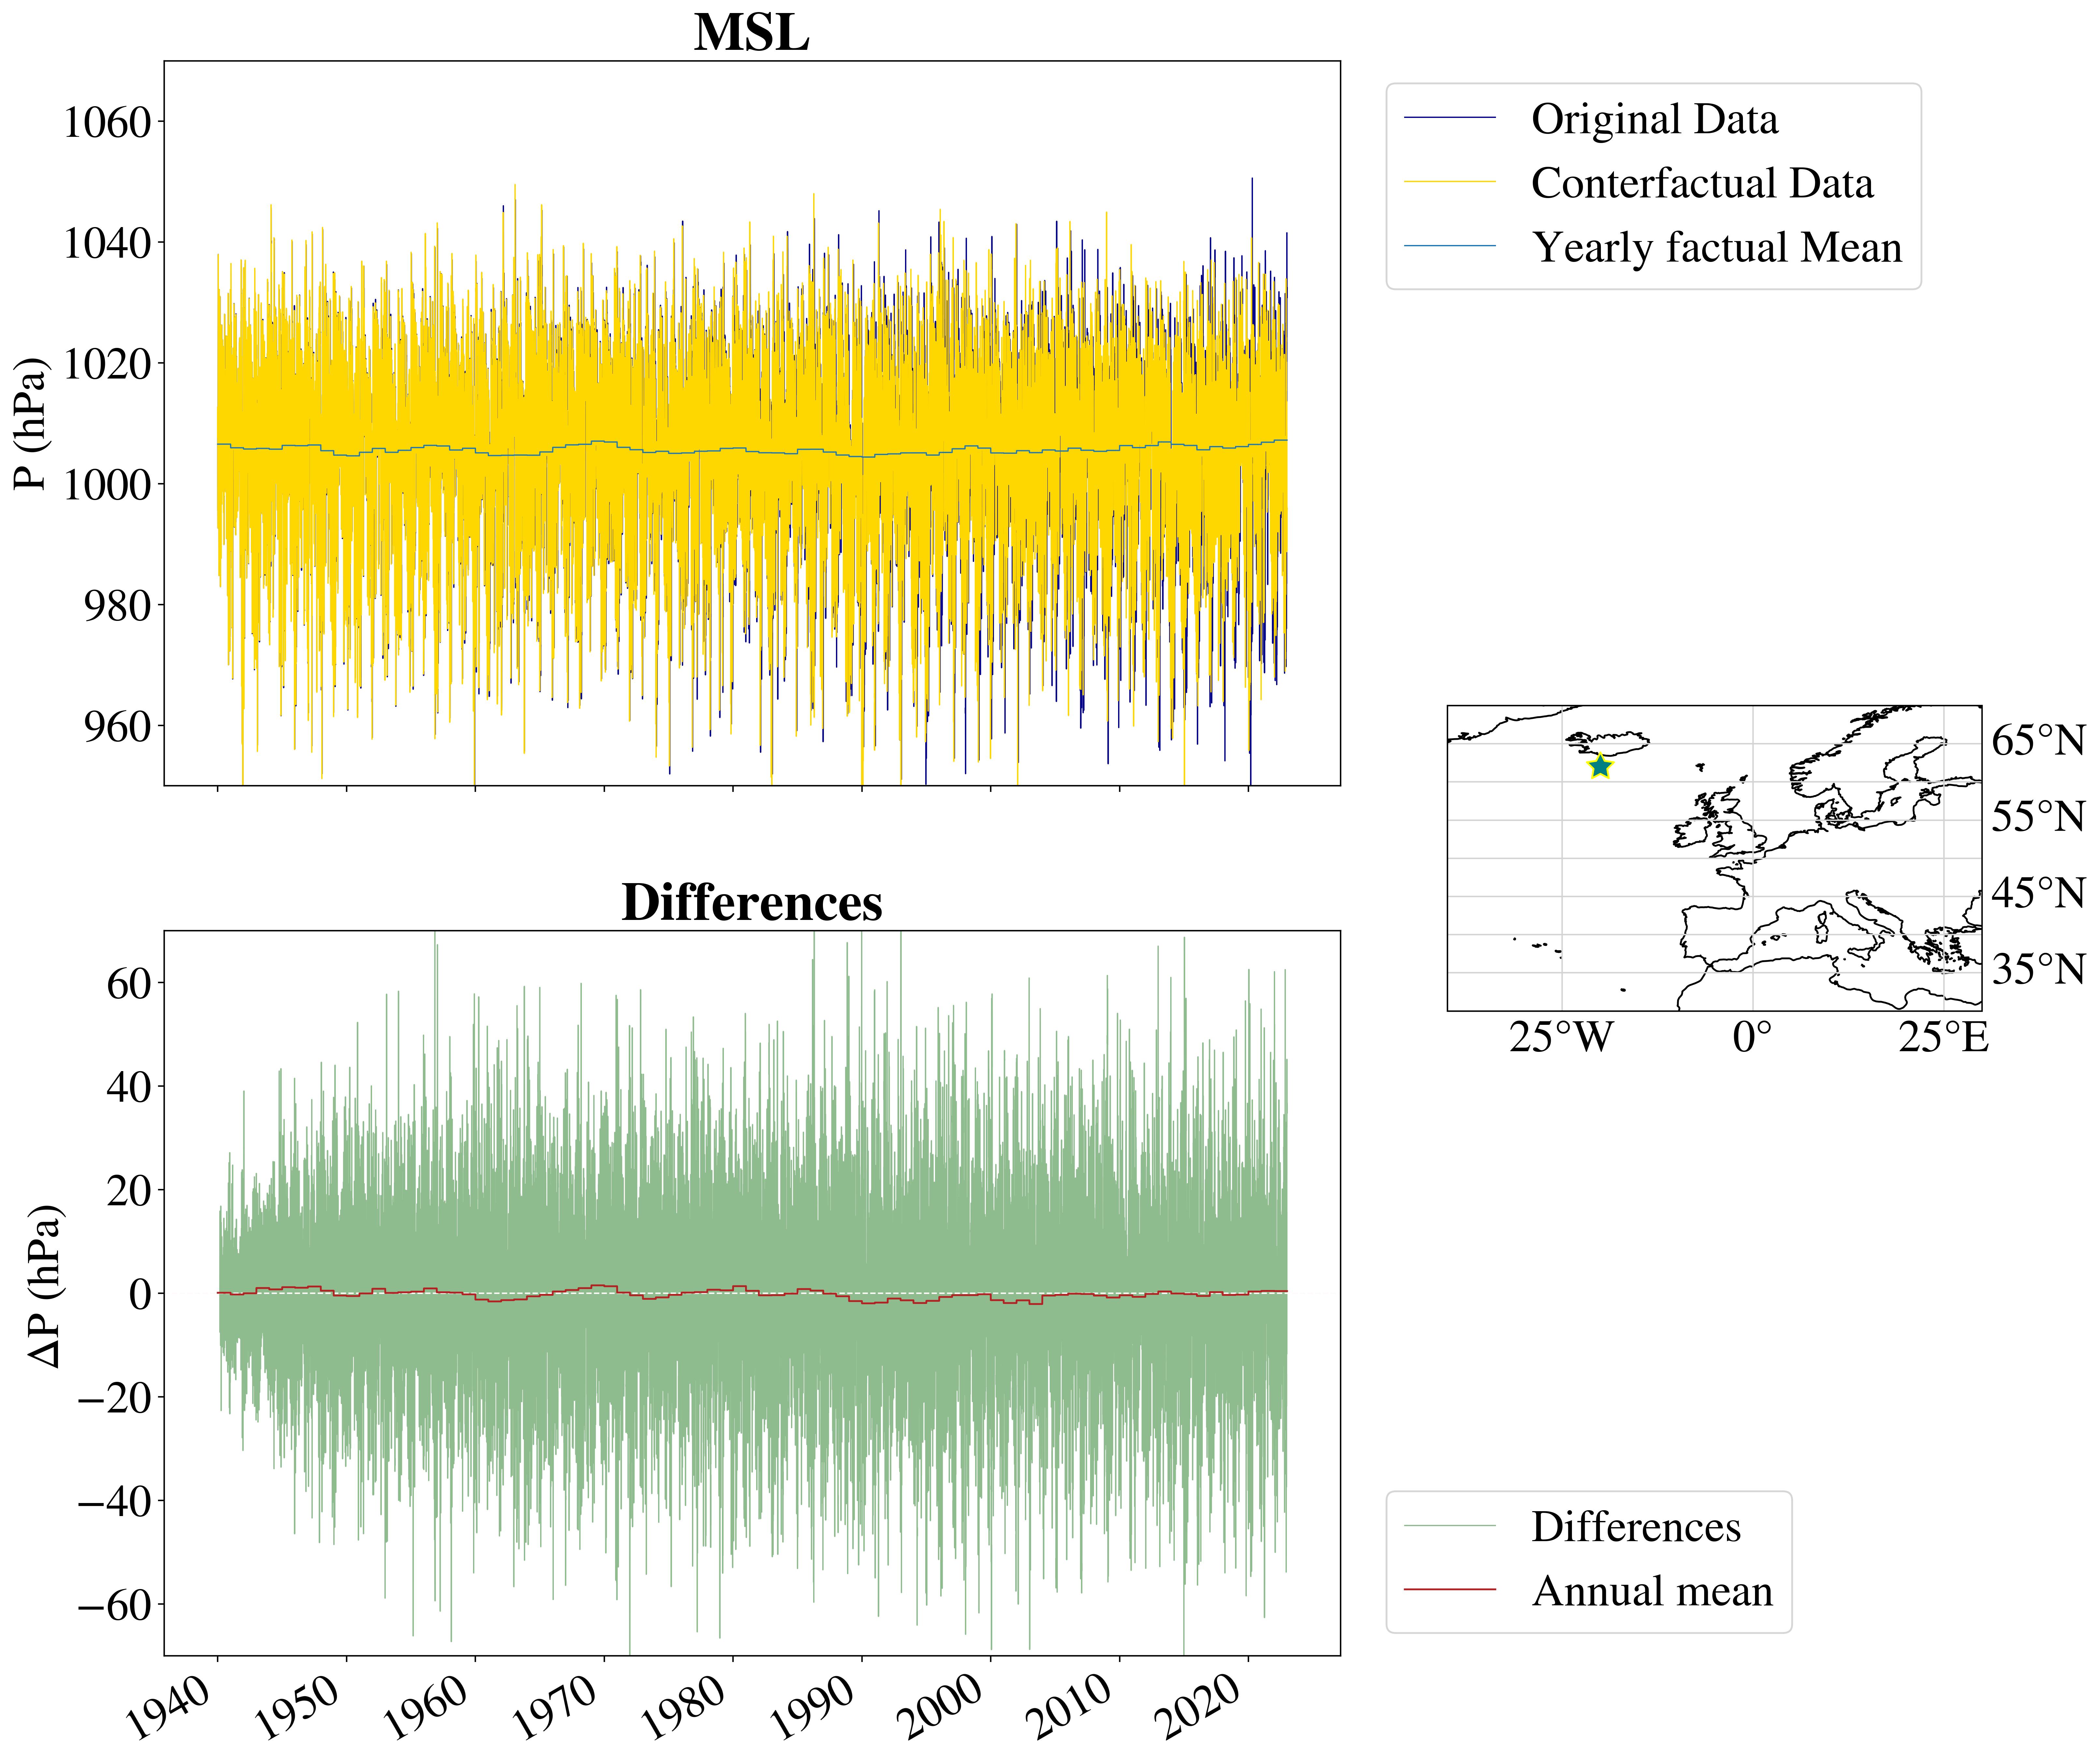 MSL
1060
1040
1020
1000
980
960
P (hPa)
Original Data
Conterfactual Data
Yearly factual Mean
65°N
55°N
45°N
35°N
25°W 0° 25°E
Differences
60
40
20
0
−20
−40
−60
ΔP (hPa)
1940 1950 1960 1970 1980 1990 2000 2010 2020
Differences
Annual mean